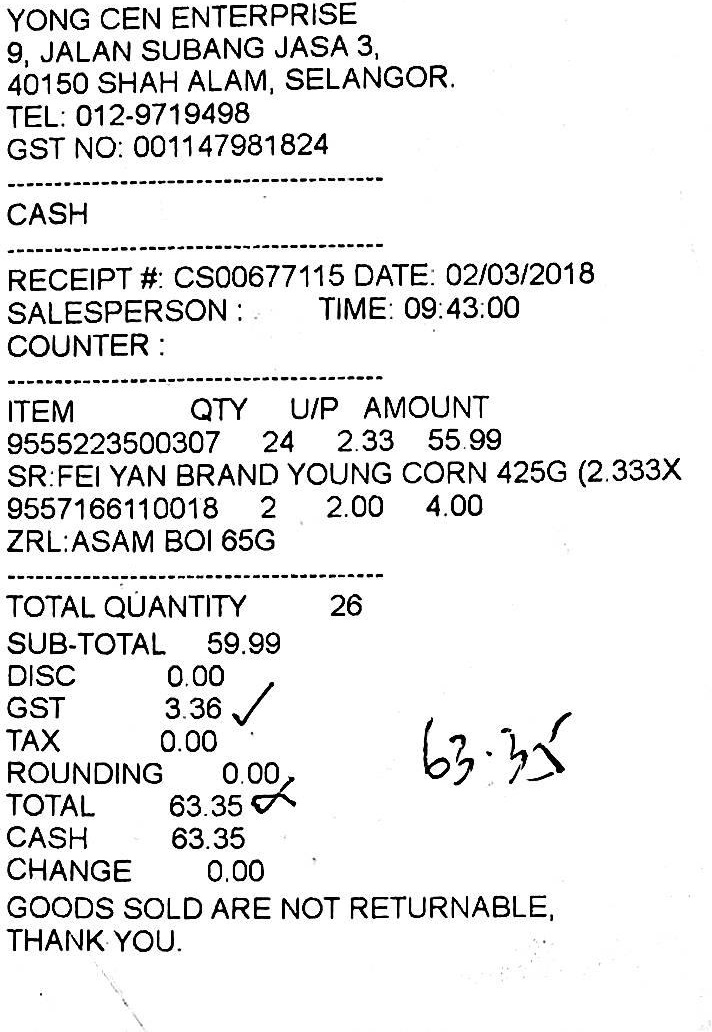 YONG CEN ENTERPRISE
9, JALAN SUBANG JASA 3,
40150 SHAH ALAM, SELANGOR.
TEL: 012-9719498
GST NO: 001147981824
----------------------------------------
CASH
----------------------------------------
RECEIPT #: CS00677115 DATE: 02/03/2018
SALESPERSON : TIME: 09:43:00
COUNTER :
----------------------------------------
ITEM QTY U/P AMOUNT
9555223500307 24 2.33 55.99
SR:FEI YAN BRAND YOUNG CORN 425G (2.333X
9557166110018 2 2.00 4.00
ZRL:ASAM BOI 65G
----------------------------------------
TOTAL QUANTITY 26
SUB-TOTAL 59.99
DISC 0.00
GST 3.36 ✓
TAX 0.00
ROUNDING 0.00
TOTAL 63.35
63.35
CASH 63.35
CHANGE 0.00
GOODS SOLD ARE NOT RETURNABLE,
THANK YOU.